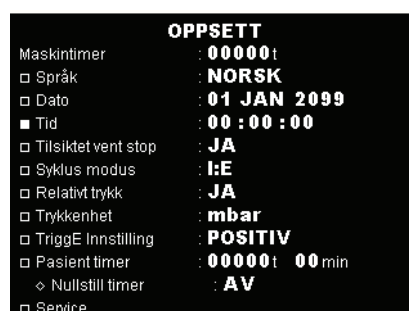 OPPSETT
Maskintimer : 00000t
□ Språk : NORSK
□ Dato : 01 JAN 2099
■ Tid : 00:00:00
□ Tilsiktet vent stop : JA
□ Syklus modus : I:E
□ Relativt trykk : JA
□ Trykkenhet : mbar
□ TriggE Innstilling : POSITIV
□ Pasient timer : 00000t 00min
◇ Nullstill timer : AV
□ Service